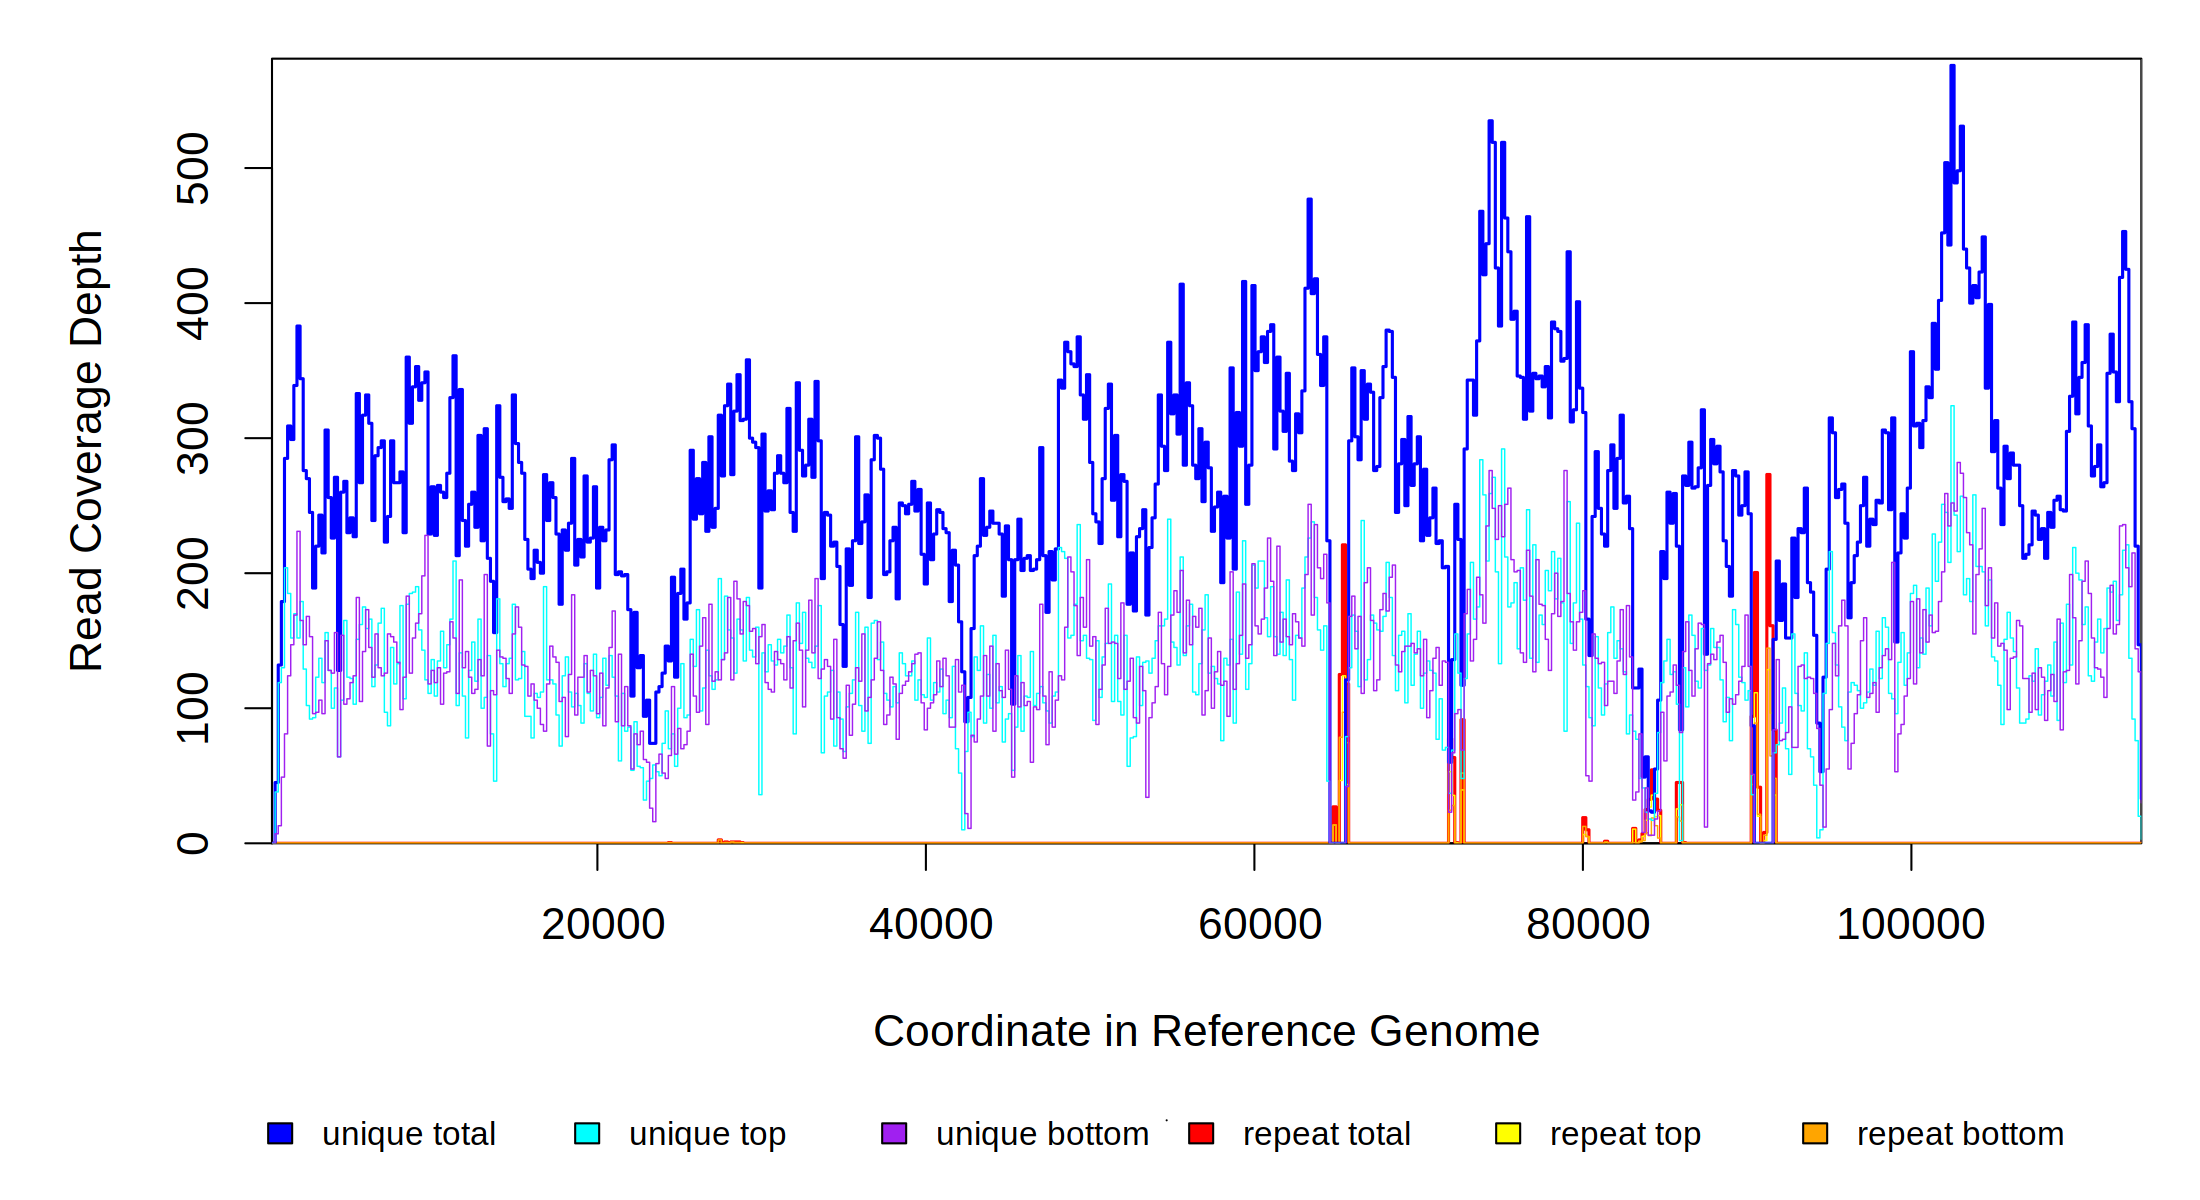 Read Coverage Depth
500
400
300
200
100
0
20000 40000 60000 80000 100000
Coordinate in Reference Genome
unique total unique top unique bottom repeat total repeat top repeat bottom